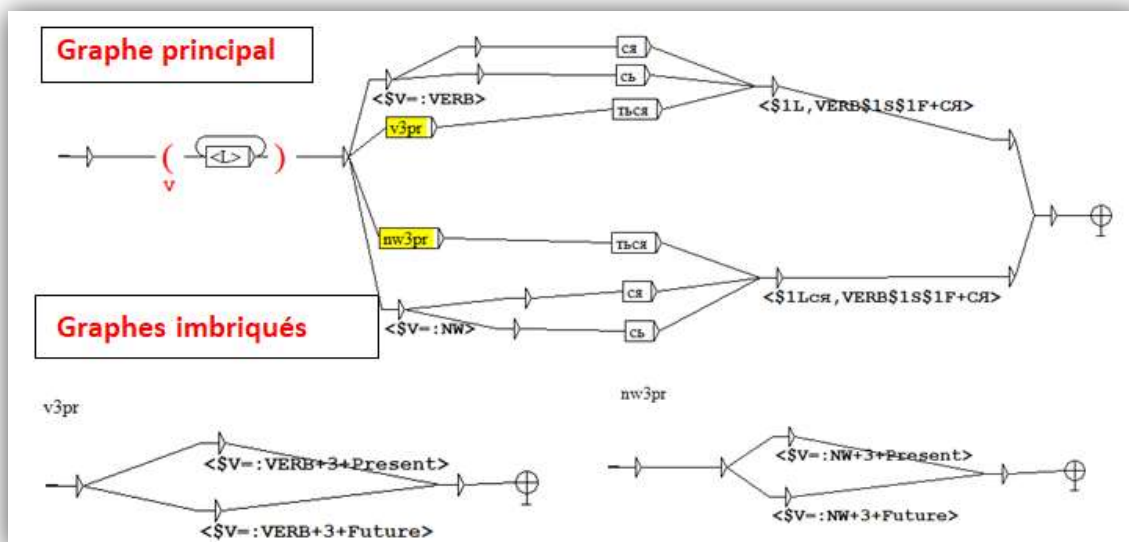 Graphe principal
ся
сь
<$V=:VERB>
<$1L,VERB$1S$1F+СЯ>
v3pr
ться
( <L> )
v
nw3pr
ться
<$1Lся,VERB$1S$1F+СЯ>
ся
Graphes imbriqués
<$V=:NW>
сь
v3pr
nw3pr
<$V=:VERB+3+Present>
<$V=:NW+3+Present>
<$V=:VERB+3+Future>
<$V=:NW+3+Future>